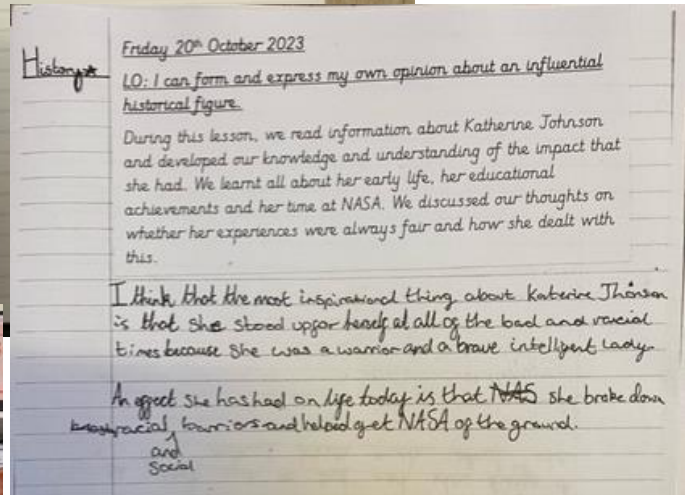 History
Friday 20th October 2023
LO: I can form and express my own opinion about an influential
historical figure.
During this lesson, we read information about Katherine Johnson
and developed our knowledge and understanding of the impact that
she had. We learnt all about her early life, her educational
achievements and her time at NASA. We discussed our thoughts on
whether her experiences were always fair and how she dealt with
this.
I think that the most inspirational thing about Katerine Jhonson
is that she stood up for herself at all of the bad and racial
times because she was a warrior and a brave intelligent lady.
An effect she has had on life today is that NAS she broke down
racial and social barriors and helped get NASA of the ground.